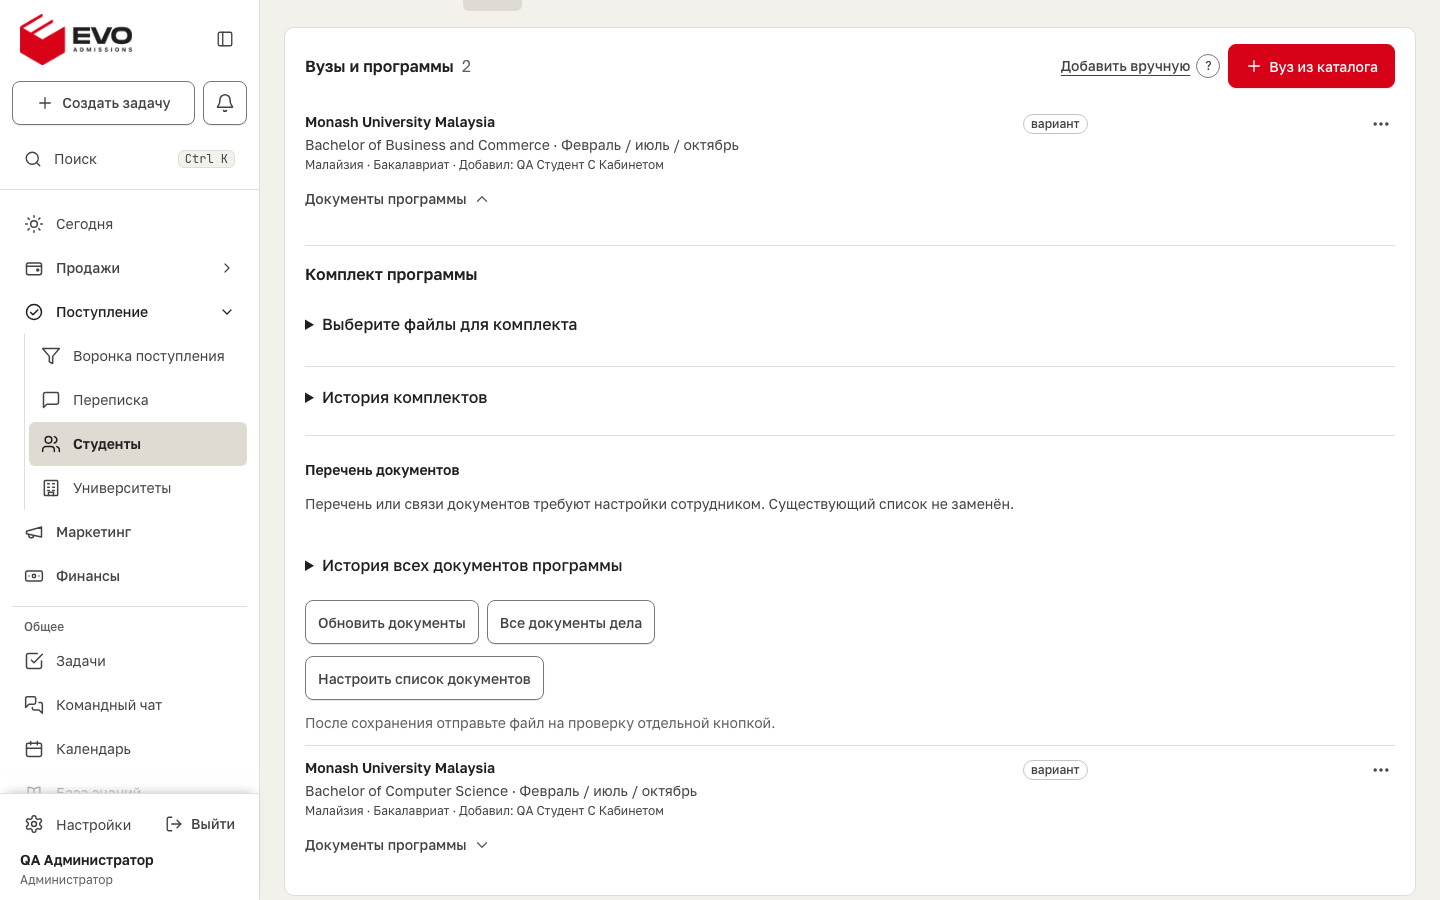 EVO
ADMISSIONS
Создать задачу
Поиск
Ctrl K
Сегодня
Продажи
Поступление
Воронка поступления
Переписка
Студенты
Университеты
Маркетинг
Финансы
Общее
Задачи
Командный чат
Календарь
База знаний
Настройки
Выйти
QA Администратор
Администратор
Вузы и программы 2
Добавить вручную
?
Вуз из каталога
Monash University Malaysia
вариант
Bachelor of Business and Commerce · Февраль / июль / октябрь
Малайзия · Бакалавриат · Добавил: QA Студент С Кабинетом
Документы программы
Комплект программы
Выберите файлы для комплекта
История комплектов
Перечень документов
Перечень или связи документов требуют настройки сотрудником. Существующий список не заменён.
История всех документов программы
Обновить документы
Все документы дела
Настроить список документов
После сохранения отправьте файл на проверку отдельной кнопкой.
Monash University Malaysia
вариант
Bachelor of Computer Science · Февраль / июль / октябрь
Малайзия · Бакалавриат · Добавил: QA Студент С Кабинетом
Документы программы